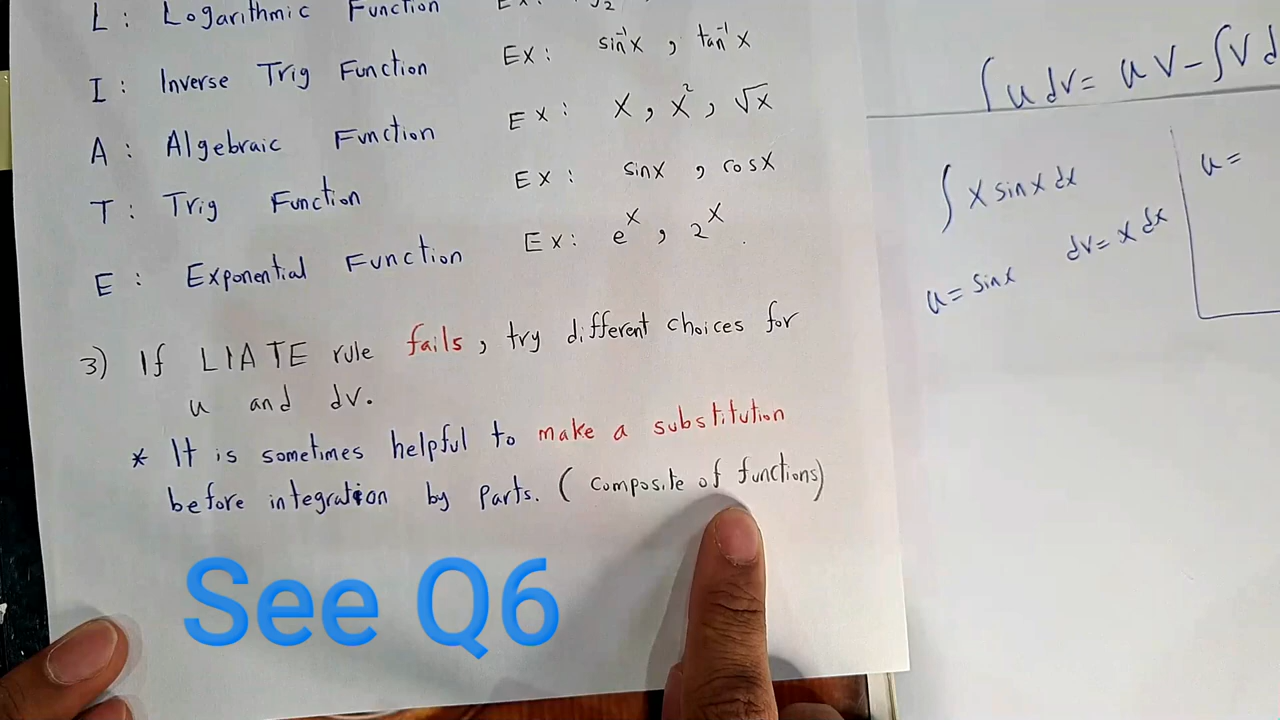 L : Logarithmic Function Ex:
I : Inverse Trig Function Ex: sin⁻¹x , tan⁻¹x
A : Algebraic Function Ex: x , x² , √x
T : Trig Function Ex: sinx , cosx
E : Exponential Function Ex: eˣ , 2ˣ .
3) If LIATE rule fails , try different choices for
u and dv.
* It is sometimes helpful to make a substitution
before integration by parts. ( composite of functions)
See Q6
∫u dv = u v - ∫v d
∫ x sinx dx
u = sinx dv = x dx
u =